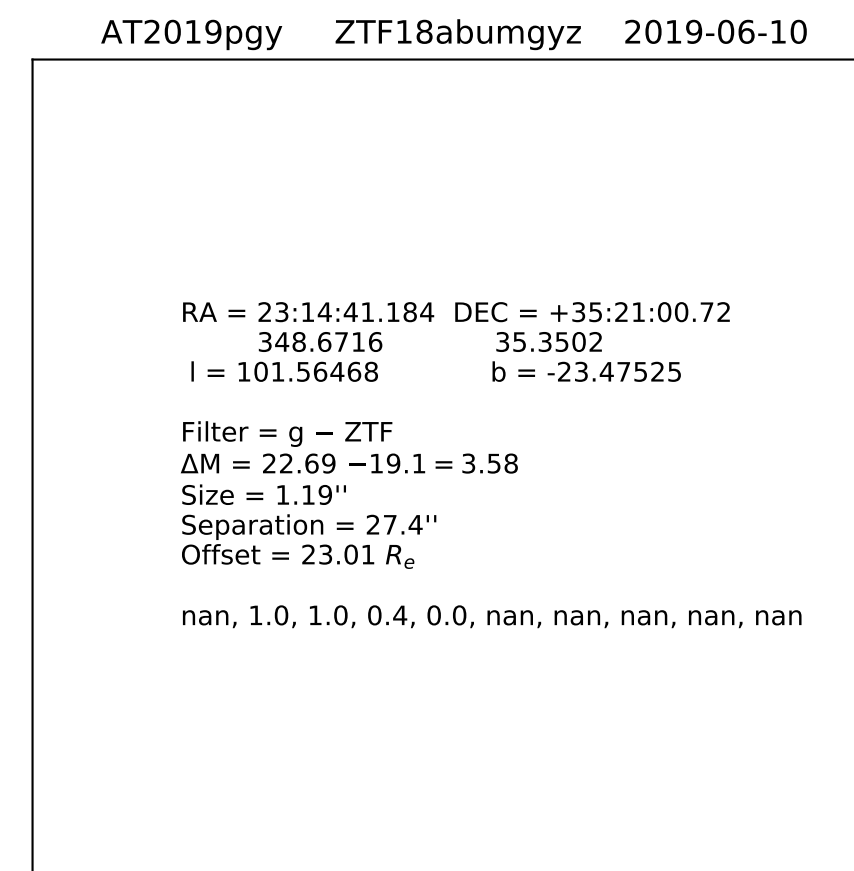 AT2019pgy ZTF18abumgyz 2019-06-10
RA = 23:14:41.184 DEC = +35:21:00.72
348.6716 35.3502
l = 101.56468 b = -23.47525
Filter = g − ZTF
ΔM = 22.69 −19.1 = 3.58
Size = 1.19''
Separation = 27.4''
Offset = 23.01 Re
nan, 1.0, 1.0, 0.4, 0.0, nan, nan, nan, nan, nan